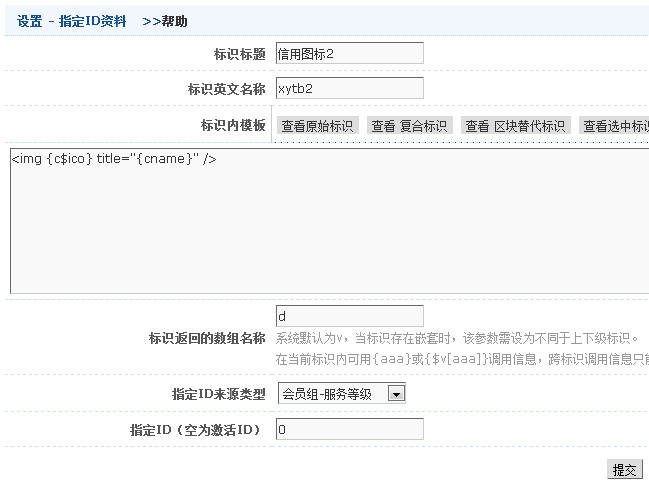 设置 - 指定ID资料 >>帮助
标识标题 信用图标2
标识英文名称 xytb2
标识内模板 查看原始标识 查看 复合标识 查看 区块替代标识 查看选中标识
<img {c$ico} title="{cname}" />
d
标识返回的数组名称 系统默认为v，当标识存在嵌套时，该参数需设为不同于上下级标识。
在当前标识内可用{aaa}或{$v[aaa]}调用信息，跨标识调用信息只能
指定ID来源类型 会员组-服务等级
指定ID（空为激活ID） 0
提交